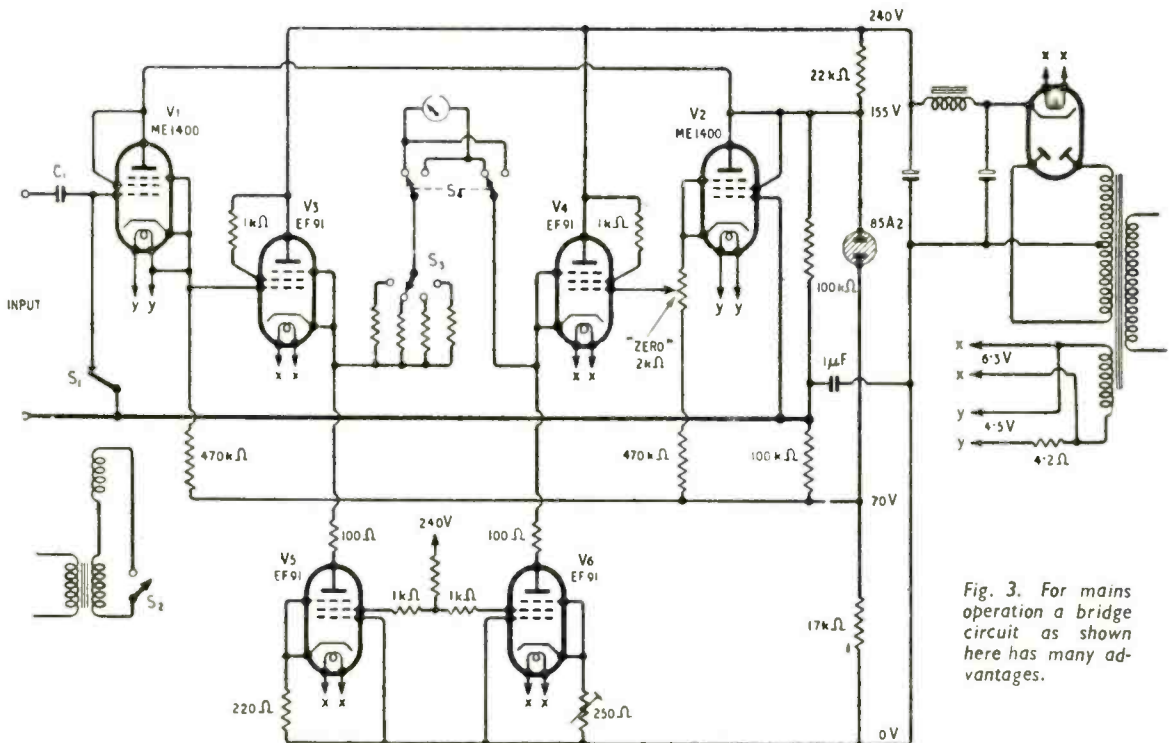 240V
22kΩ
155V
V1
ME1400
V2
ME1400
C1
S4
V3
EF91
V4
EF91
1kΩ
1kΩ
85A2
S3
100kΩ
y y
y y
INPUT
"ZERO"
2kΩ
x x
x x
x x
1µF
S1
x
6·3V
x
y
4·5V
y
4·2Ω
470kΩ
470kΩ
100kΩ
70V
240V
100Ω
100Ω
V5
EF91
V6
EF91
1kΩ
1kΩ
S2
17kΩ
x x
x x
220Ω
250Ω
0V
Fig. 3. For mains
operation a bridge
circuit as shown
here has many ad-
vantages.